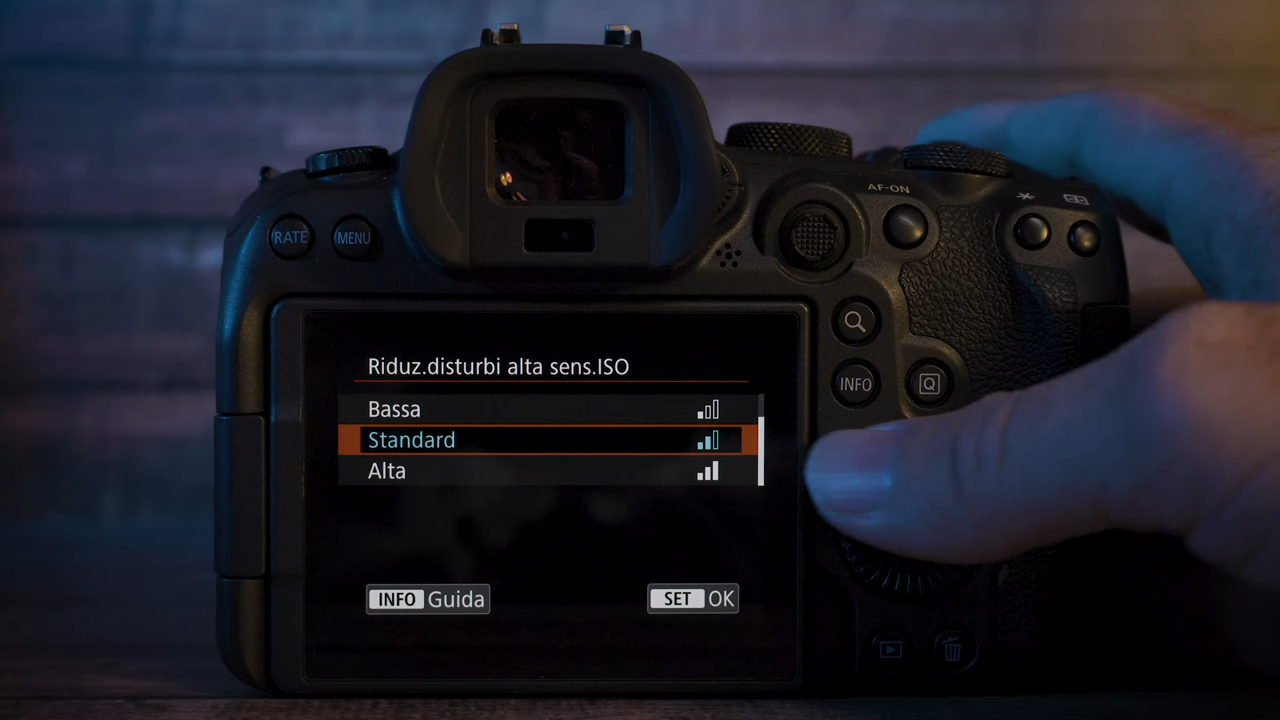 AF-ON
RATE
MENU
INFO
Q
Riduz.disturbi alta sens.ISO
Bassa
Standard
Alta
INFO Guida
SET OK